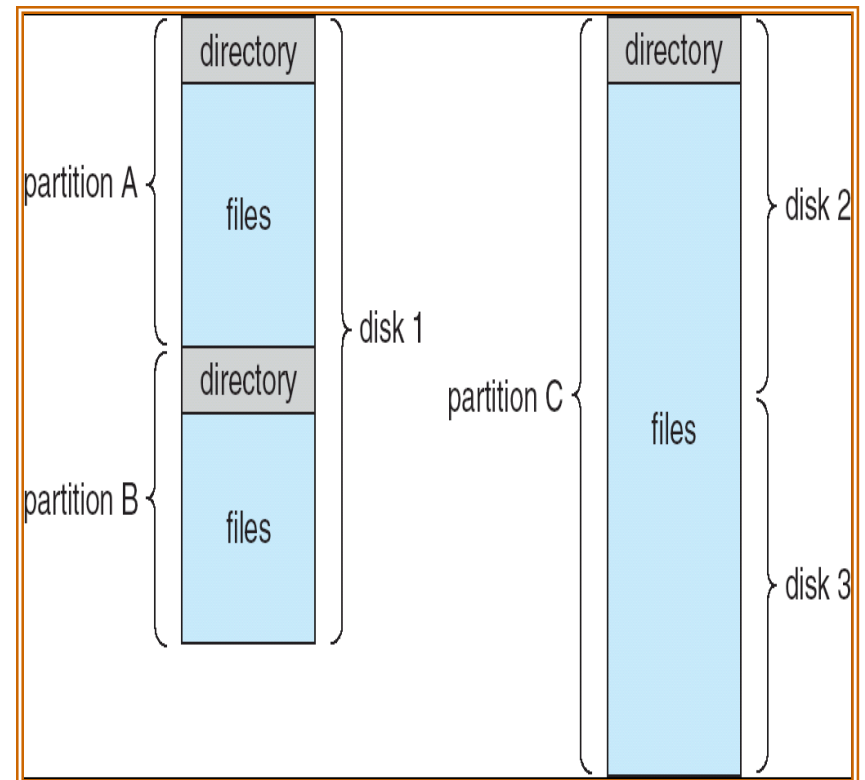 directory
partition A
files
disk 1
directory
partition B
files
directory
disk 2
partition C
files
disk 3